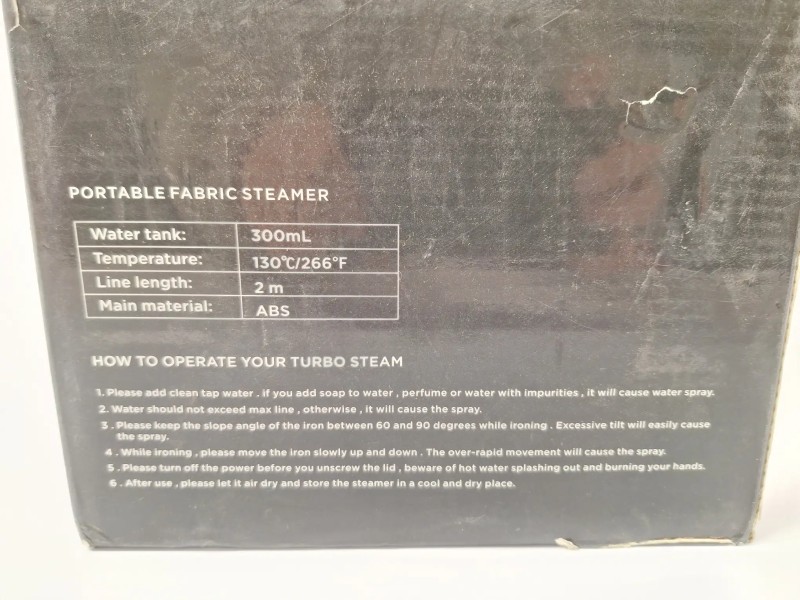 PORTABLE FABRIC STEAMER
Water tank: 300mL
Temperature: 130℃/266°F
Line length: 2 m
Main material: ABS
HOW TO OPERATE YOUR TURBO STEAM
1. Please add clean tap water . if you add soap to water , perfume or water with impurities , it will cause water spray.
2. Water should not exceed max line , otherwise , it will cause the spray.
3 . Please keep the slope angle of the iron between 60 and 90 degrees while ironing . Excessive tilt will easily cause
the spray.
4 . While ironing , please move the iron slowly up and down . The over-rapid movement will cause the spray.
5 . Please turn off the power before you unscrew the lid , beware of hot water splashing out and burning your hands.
6 . After use , please let it air dry and store the steamer in a cool and dry place.